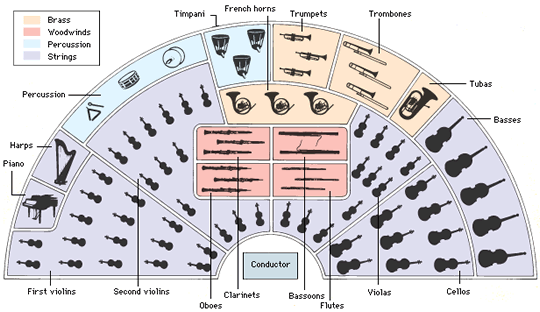 Brass
Woodwinds
Percussion
Strings
Timpani
French horns
Trumpets
Trombones
Tubas
Basses
Percussion
Harps
Piano
Conductor
First violins
Second violins
Oboes
Clarinets
Bassoons
Flutes
Violas
Cellos